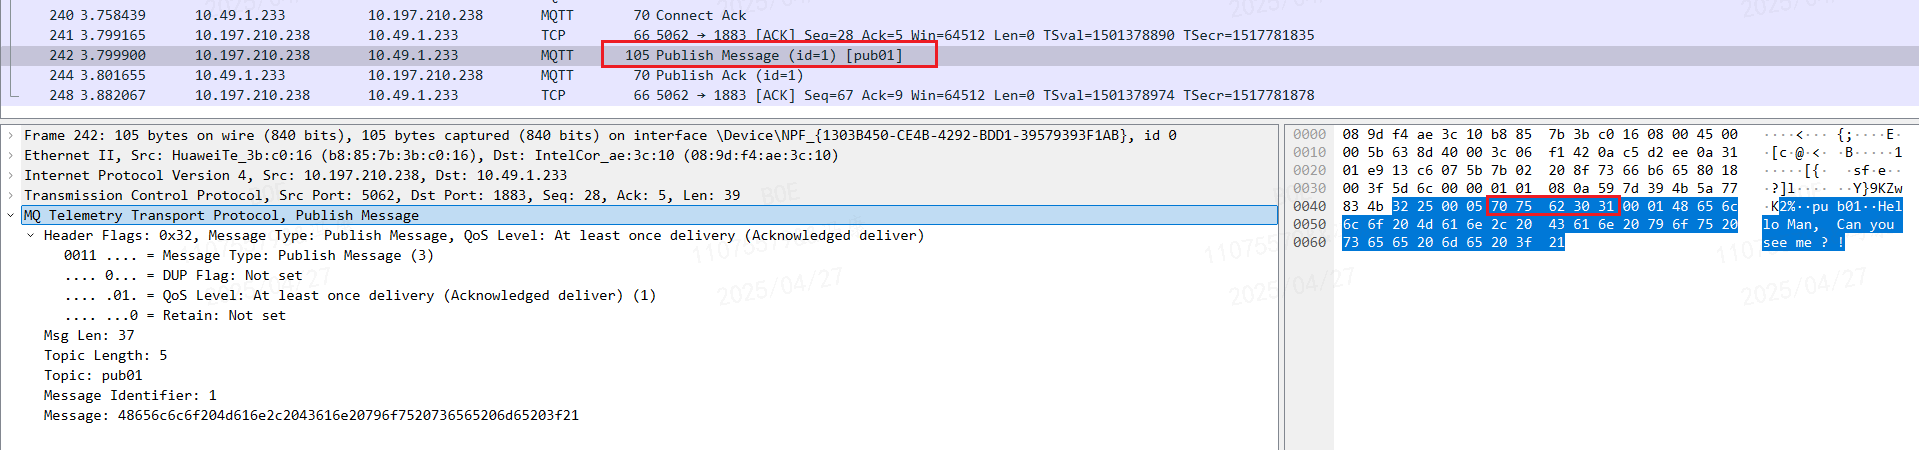 240 3.758439 10.49.1.233 10.197.210.238 MQTT 70 Connect Ack
241 3.799165 10.197.210.238 10.49.1.233 TCP 66 5062 → 1883 [ACK] Seq=28 Ack=5 Win=64512 Len=0 TSval=1501378890 TSecr=1517781835
242 3.799900 10.197.210.238 10.49.1.233 MQTT 105 Publish Message (id=1) [pub01]
244 3.801655 10.49.1.233 10.197.210.238 MQTT 70 Publish Ack (id=1)
248 3.882067 10.197.210.238 10.49.1.233 TCP 66 5062 → 1883 [ACK] Seq=67 Ack=9 Win=64512 Len=0 TSval=1501378974 TSecr=1517781878
Frame 242: 105 bytes on wire (840 bits), 105 bytes captured (840 bits) on interface \Device\NPF_{1303B450-CE4B-4292-BDD1-39579393F1AB}, id 0
Ethernet II, Src: HuaweiTe_3b:c0:16 (b8:85:7b:3b:c0:16), Dst: IntelCor_ae:3c:10 (08:9d:f4:ae:3c:10)
Internet Protocol Version 4, Src: 10.197.210.238, Dst: 10.49.1.233
Transmission Control Protocol, Src Port: 5062, Dst Port: 1883, Seq: 28, Ack: 5, Len: 39
MQ Telemetry Transport Protocol, Publish Message
Header Flags: 0x32, Message Type: Publish Message, QoS Level: At least once delivery (Acknowledged deliver)
0011 .... = Message Type: Publish Message (3)
.... 0... = DUP Flag: Not set
.... .01. = QoS Level: At least once delivery (Acknowledged deliver) (1)
.... ...0 = Retain: Not set
Msg Len: 37
Topic Length: 5
Topic: pub01
Message Identifier: 1
Message: 48656c6c6f204d616e2c2043616e20796f7520736565206d65203f21
0000 08 9d f4 ae 3c 10 b8 85 7b 3b c0 16 08 00 45 00 ····<··· {;····E·
0010 00 5b 63 8d 40 00 3c 06 f1 42 0a c5 d2 ee 0a 31 ·[c·@·<· ·B·····1
0020 01 e9 13 c6 07 5b 7b 02 20 8f 73 66 b6 65 80 18 ·····[{· ·sf·e··
0030 00 3f 5d 6c 00 00 01 01 08 0a 59 7d 39 4b 5a 77 ·?]l···· ··Y}9KZw
0040 83 4b 32 25 00 05 70 75 62 30 31 00 01 48 65 6c ·K2%··pu b01··Hel
0050 6c 6f 20 4d 61 6e 2c 20 43 61 6e 20 79 6f 75 20 lo Man, Can you
0060 73 65 65 20 6d 65 20 3f 21 see me ? !
2025/04/27
2025/04/27
2025/04/27